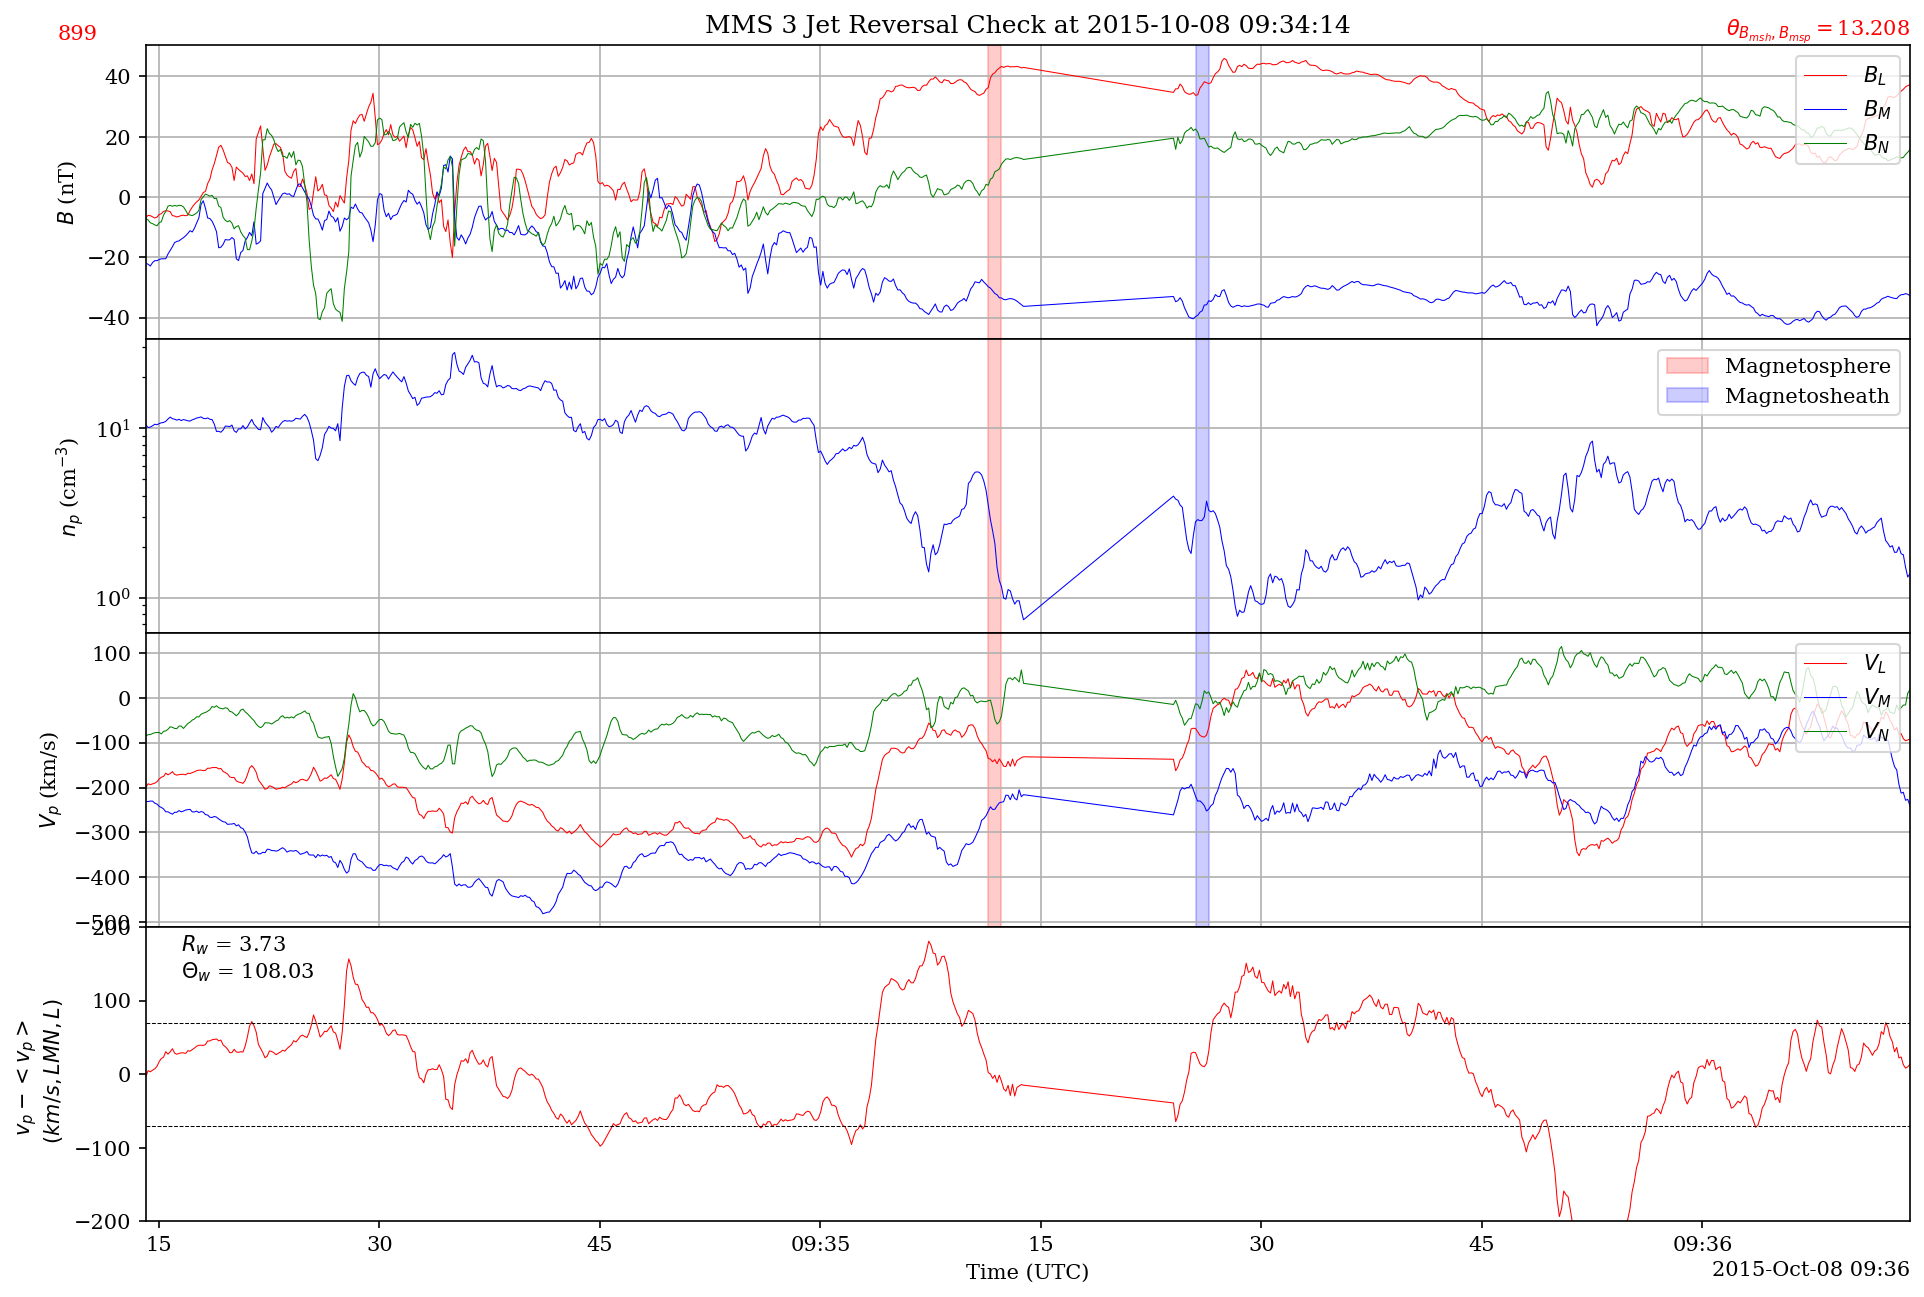 MMS 3 Jet Reversal Check at 2015-10-08 09:34:14
899
θ_{B_{msh}, B_{msp}} = 13.208
40
20
0
−20
−40
B (nT)
B_L
B_M
B_N
10^1
10^0
n_p (cm^{−3})
Magnetosphere
Magnetosheath
100
0
−100
−200
−300
−400
−500
V_p (km/s)
V_L
V_M
V_N
200
100
0
−100
−200
v_p − < v_p >
(km/s, LMN, L)
R_w = 3.73
Θ_w = 108.03
15 30 45 09:35 15 30 45 09:36
Time (UTC)
2015-Oct-08 09:36